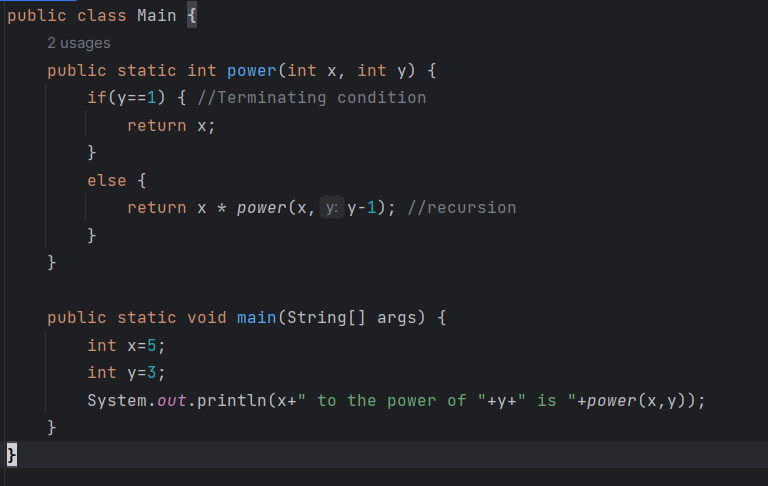 public class Main {
2 usages
public static int power(int x, int y) {
if(y==1) { //Terminating condition
return x;
}
else {
return x * power(x, y: y-1); //recursion
}
}
public static void main(String[] args) {
int x=5;
int y=3;
System.out.println(x+" to the power of "+y+" is "+power(x,y));
}
}